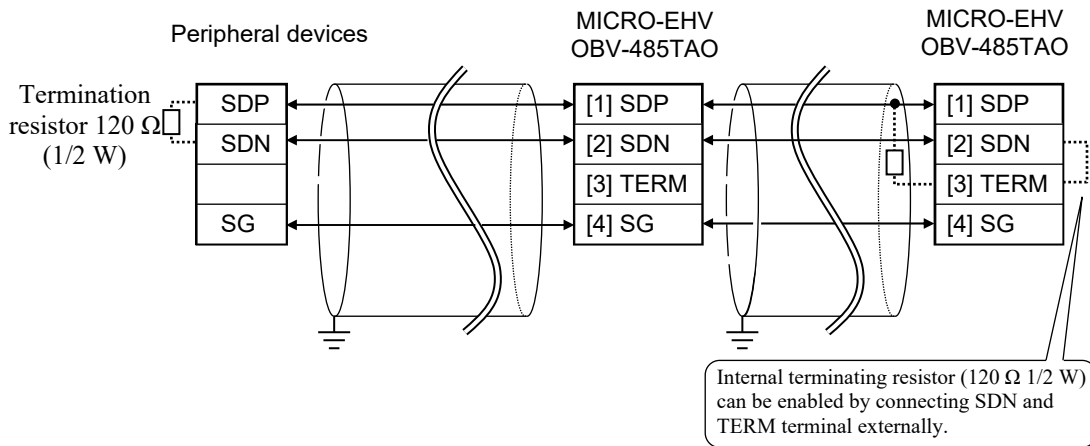 Peripheral devices
MICRO-EHV
OBV-485TAO
MICRO-EHV
OBV-485TAO
Termination
resistor 120 Ω
(1/2 W)
SDP
SDN
SG
[1] SDP
[2] SDN
[3] TERM
[4] SG
[1] SDP
[2] SDN
[3] TERM
[4] SG
Internal terminating resistor (120 Ω 1/2 W)
can be enabled by connecting SDN and
TERM terminal externally.